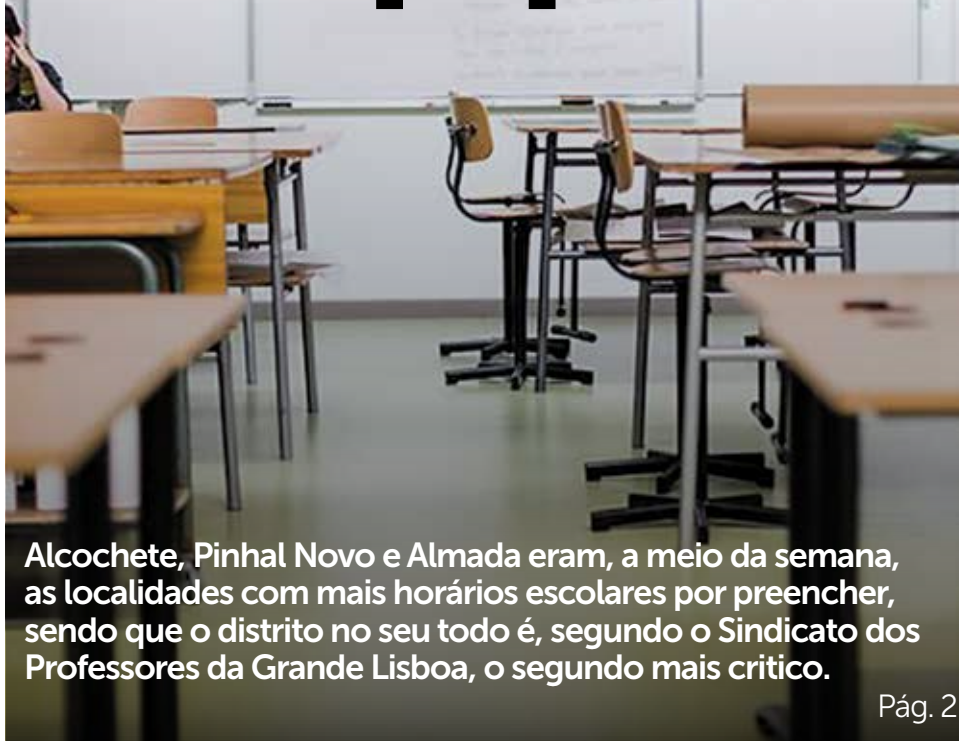 Alcochete, Pinhal Novo e Almada eram, a meio da semana,
as localidades com mais horários escolares por preencher,
sendo que o distrito no seu todo é, segundo o Sindicato dos
Professores da Grande Lisboa, o segundo mais critico.
Pág. 2